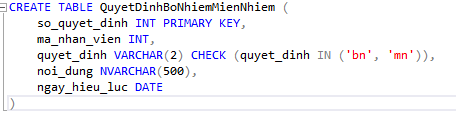 CREATE TABLE QuyetDinhBoNhiemMienNhiem (
so_quyet_dinh INT PRIMARY KEY,
ma_nhan_vien INT,
quyet_dinh VARCHAR(2) CHECK (quyet_dinh IN ('bn', 'mn')),
noi_dung NVARCHAR(500),
ngay_hieu_luc DATE
)